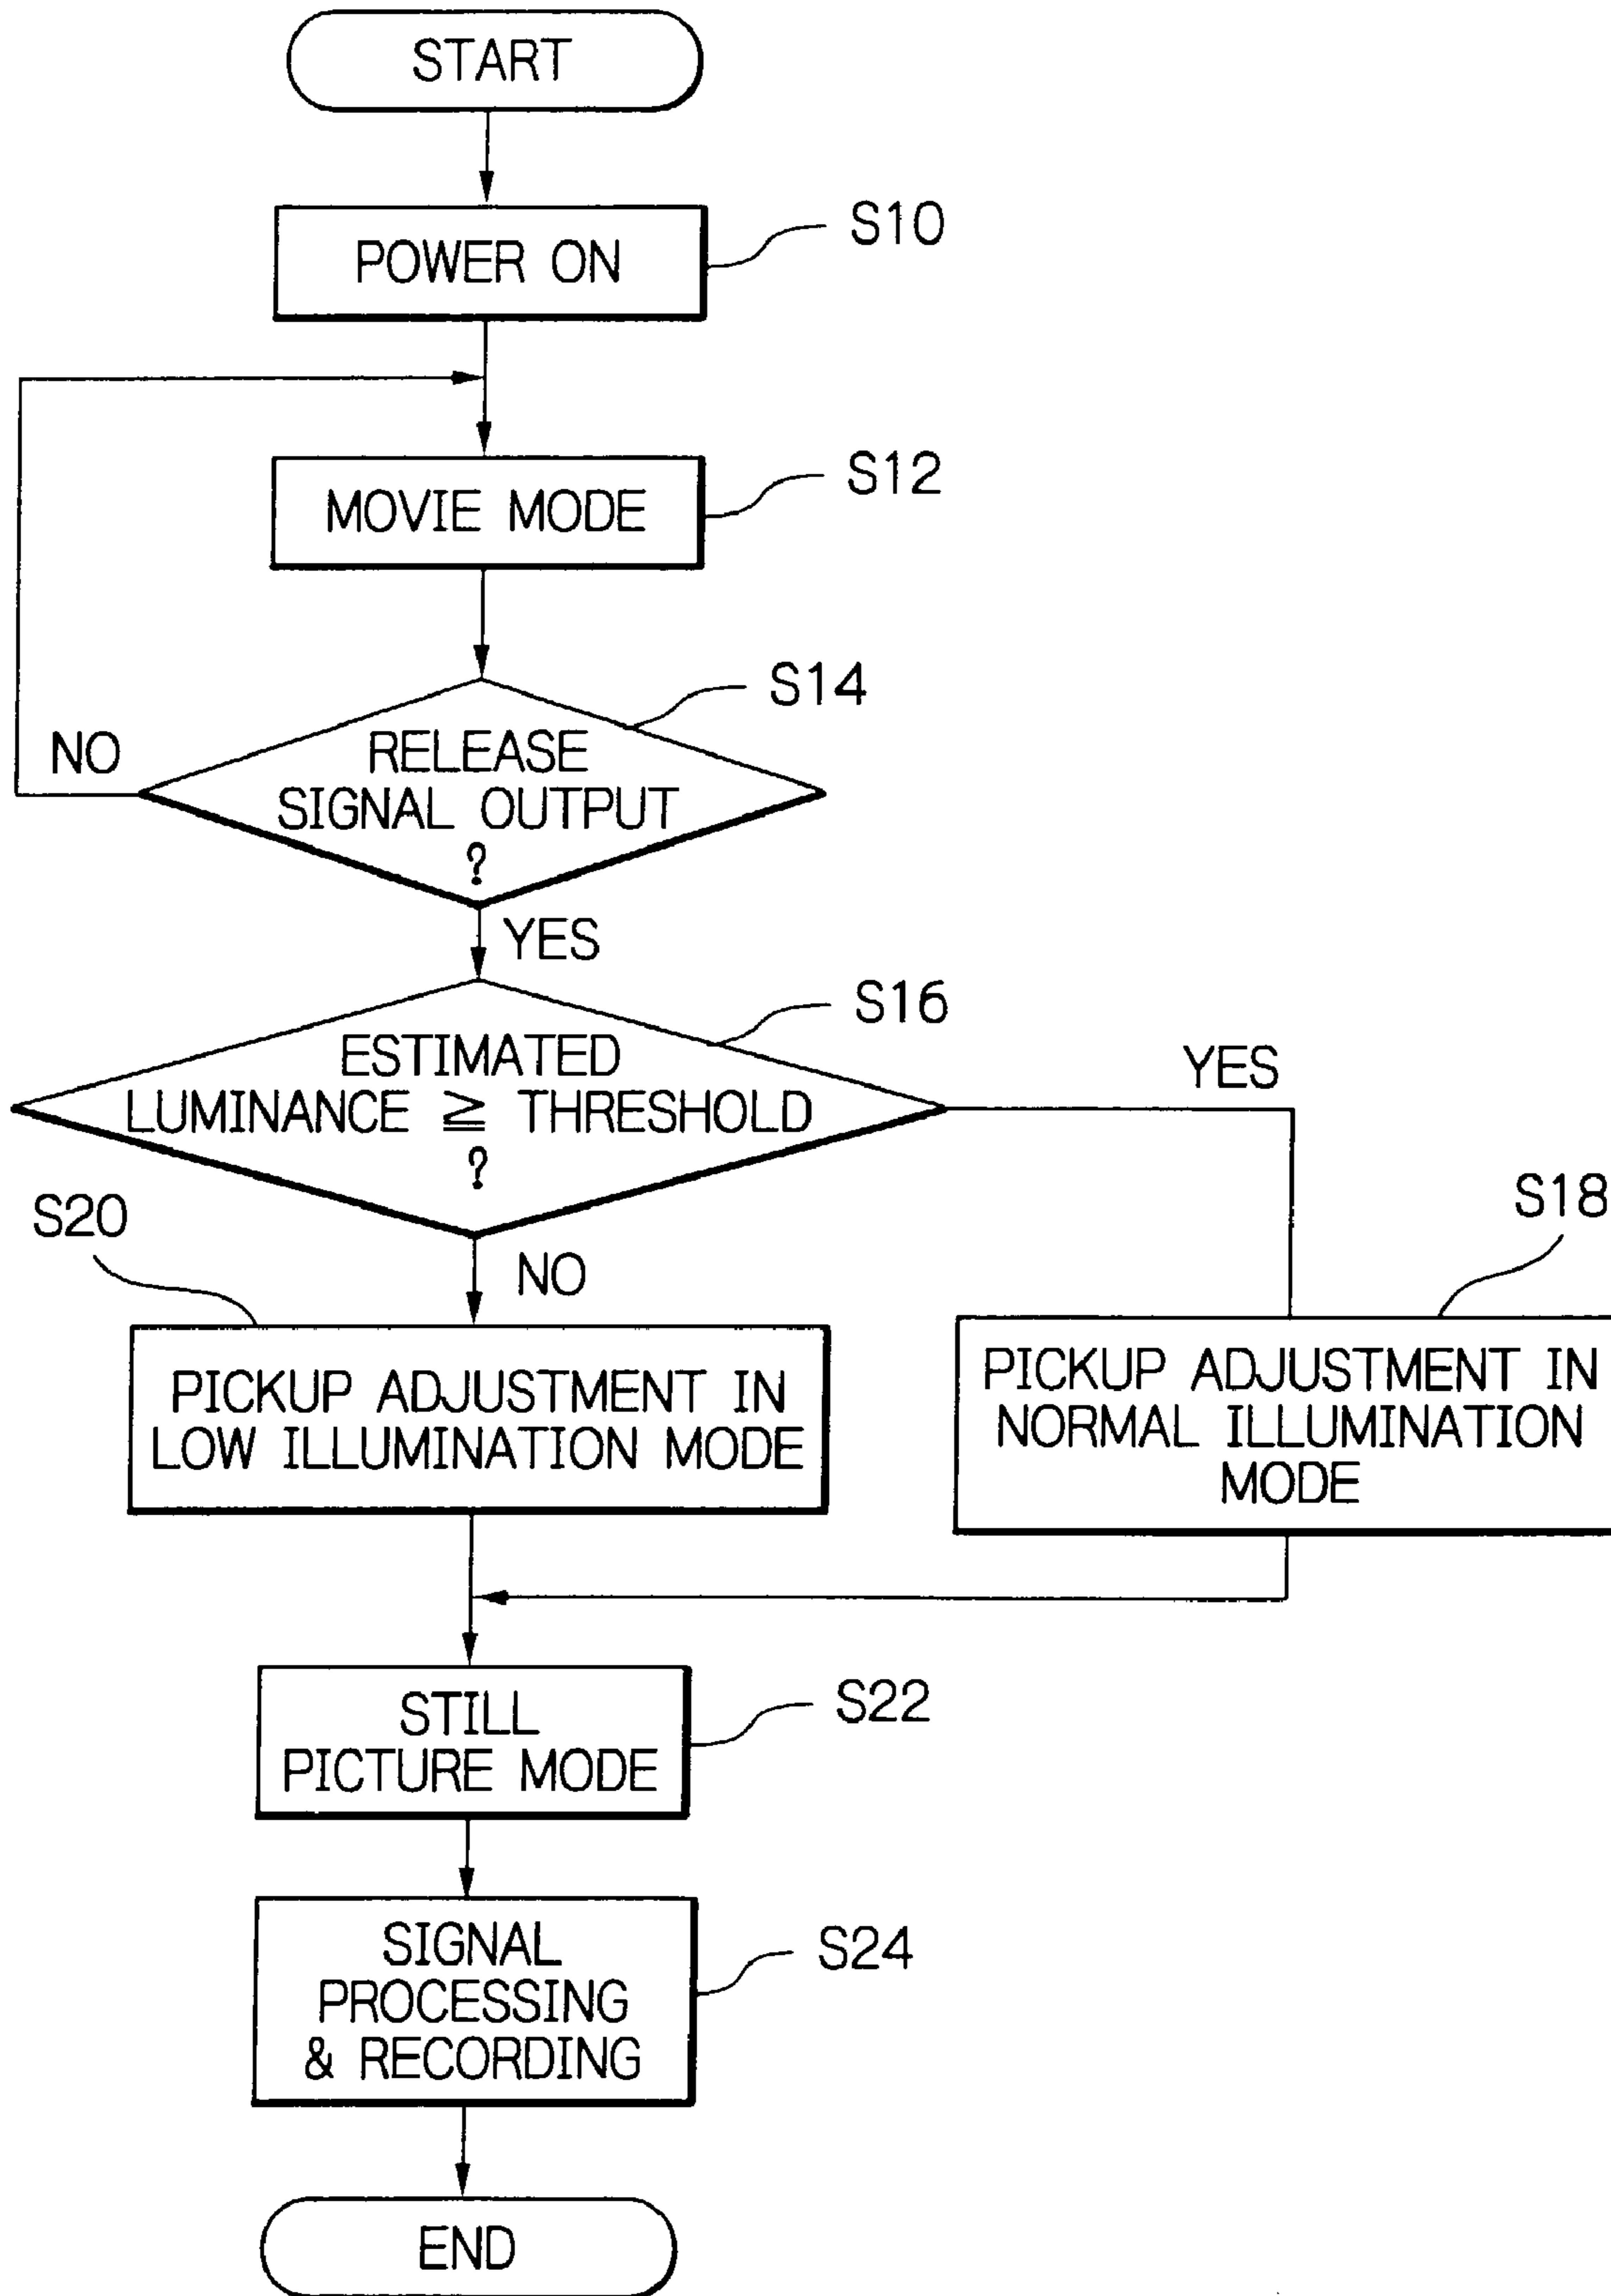 START
POWER ON
S10
MOVIE MODE
S12
S14
NO
RELEASE
SIGNAL OUTPUT
?
YES
S16
ESTIMATED
LUMINANCE ≧ THRESHOLD
?
YES
S20
NO
S18
PICKUP ADJUSTMENT IN
LOW ILLUMINATION MODE
PICKUP ADJUSTMENT IN
NORMAL ILLUMINATION
MODE
STILL
PICTURE MODE
S22
SIGNAL
PROCESSING
& RECORDING
S24
END